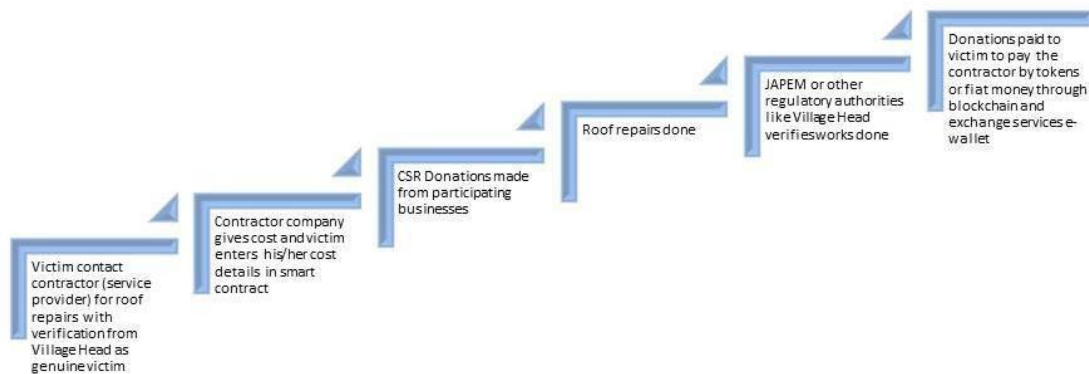 Victim contact
contractor (service
provider) for roof
repairs with
verification from
Village Head as
genuine victim
Contractor company
gives cost and victim
enters his/her cost
details in smart
contract
CSR Donations made
from participating
businesses
Roof repairs done
JAPEM or other
regulatory authorities
like Village Head
verifiesworks done
Donations paid to
victim to pay the
contractor by tokens
or fiat money through
blockchain and
exchange services e-
wallet